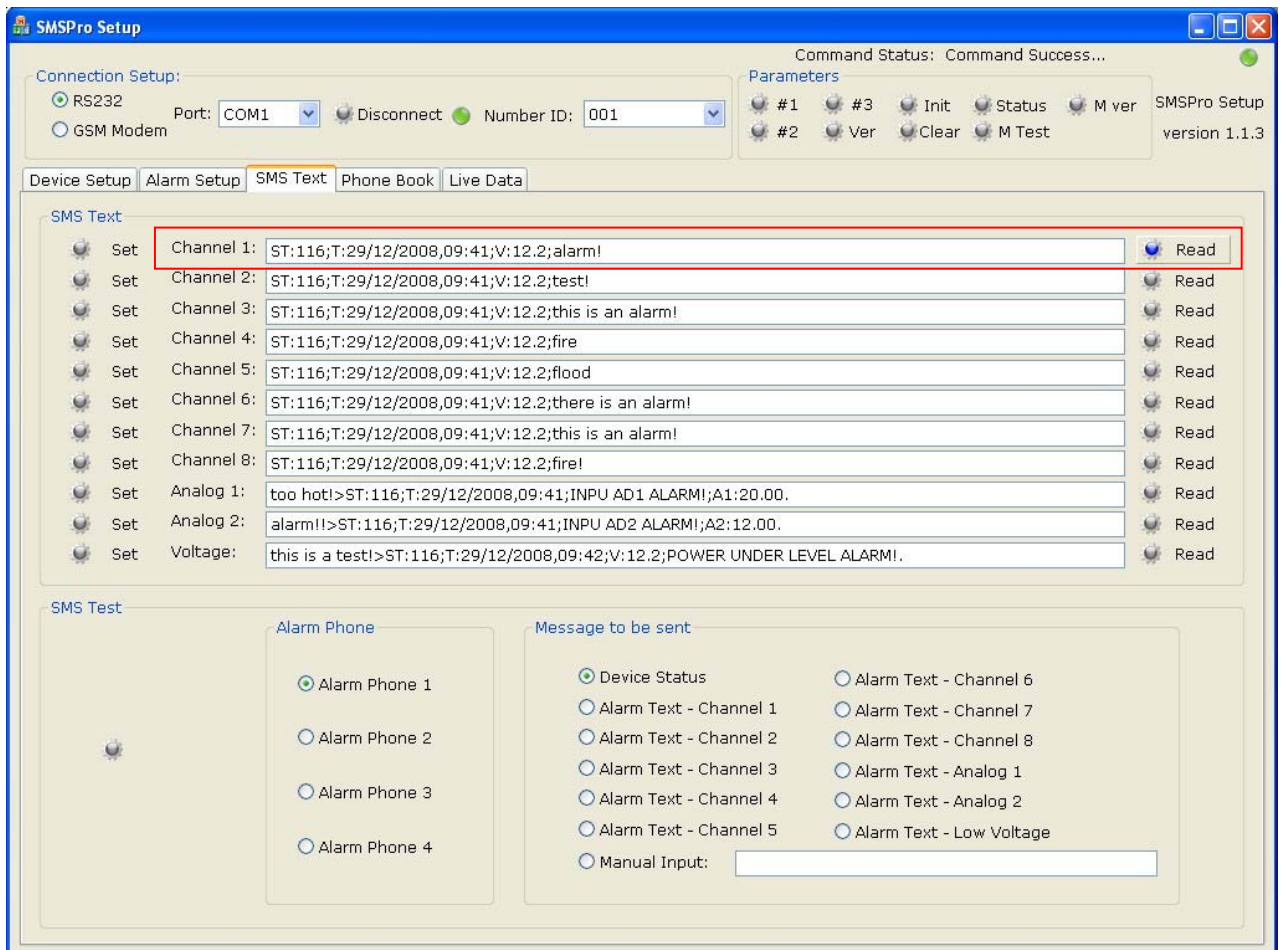 SMSPro Setup
Command Status: Command Success...
Connection Setup:
RS232
GSM Modem
Port: COM1
Disconnect
Number ID: 001
Parameters
#1 #3 Init Status M ver
#2 Ver Clear M Test
SMSPro Setup
version 1.1.3
Device Setup Alarm Setup SMS Text Phone Book Live Data
SMS Text
Set Channel 1: ST:116;T:29/12/2008,09:41;V:12.2;alarm! Read
Set Channel 2: ST:116;T:29/12/2008,09:41;V:12.2;test! Read
Set Channel 3: ST:116;T:29/12/2008,09:41;V:12.2;this is an alarm! Read
Set Channel 4: ST:116;T:29/12/2008,09:41;V:12.2;fire Read
Set Channel 5: ST:116;T:29/12/2008,09:41;V:12.2;flood Read
Set Channel 6: ST:116;T:29/12/2008,09:41;V:12.2;there is an alarm! Read
Set Channel 7: ST:116;T:29/12/2008,09:41;V:12.2;this is an alarm! Read
Set Channel 8: ST:116;T:29/12/2008,09:41;V:12.2;fire! Read
Set Analog 1: too hot!>ST:116;T:29/12/2008,09:41;INPU AD1 ALARM!;A1:20.00. Read
Set Analog 2: alarm!!>ST:116;T:29/12/2008,09:41;INPU AD2 ALARM!;A2:12.00. Read
Set Voltage: this is a test!>ST:116;T:29/12/2008,09:42;V:12.2;POWER UNDER LEVEL ALARM!. Read
SMS Test
Alarm Phone
Alarm Phone 1
Alarm Phone 2
Alarm Phone 3
Alarm Phone 4
Message to be sent
Device Status
Alarm Text - Channel 1
Alarm Text - Channel 2
Alarm Text - Channel 3
Alarm Text - Channel 4
Alarm Text - Channel 5
Manual Input:
Alarm Text - Channel 6
Alarm Text - Channel 7
Alarm Text - Channel 8
Alarm Text - Analog 1
Alarm Text - Analog 2
Alarm Text - Low Voltage